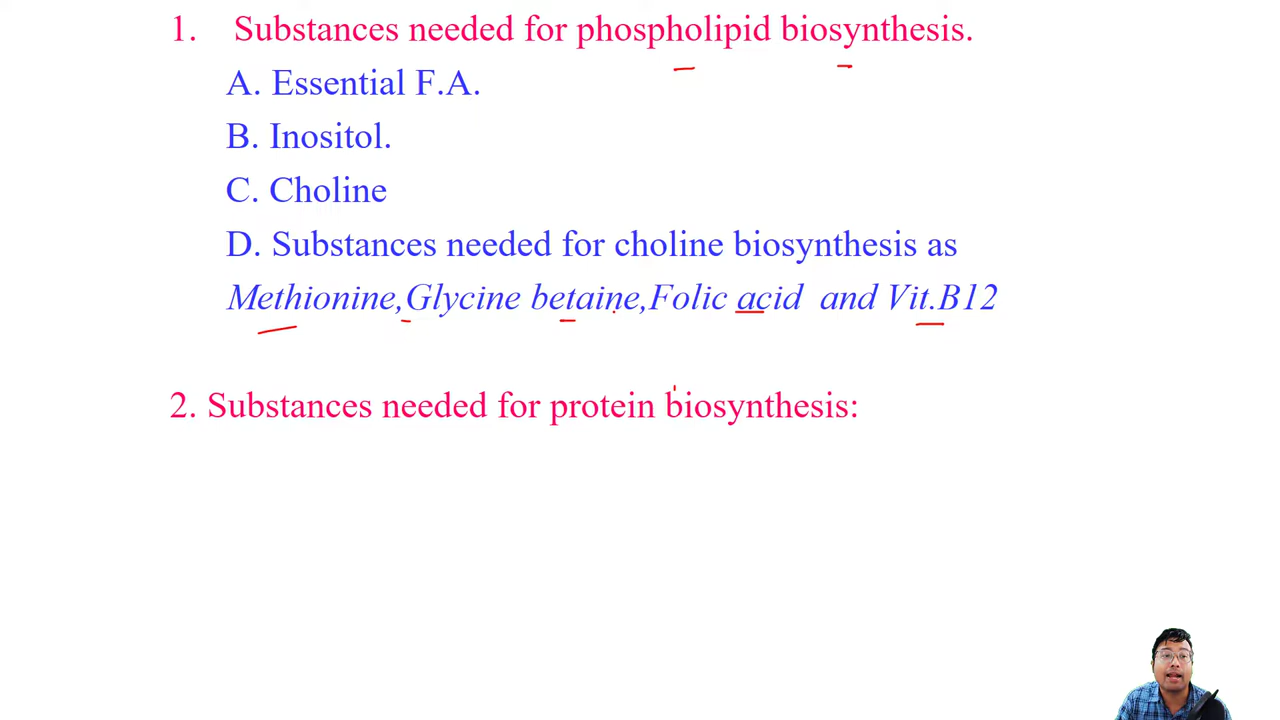 1. Substances needed for phospholipid biosynthesis.
A. Essential F.A.
B. Inositol.
C. Choline
D. Substances needed for choline biosynthesis as
Methionine,Glycine betaine,Folic acid and Vit.B12
2. Substances needed for protein biosynthesis: